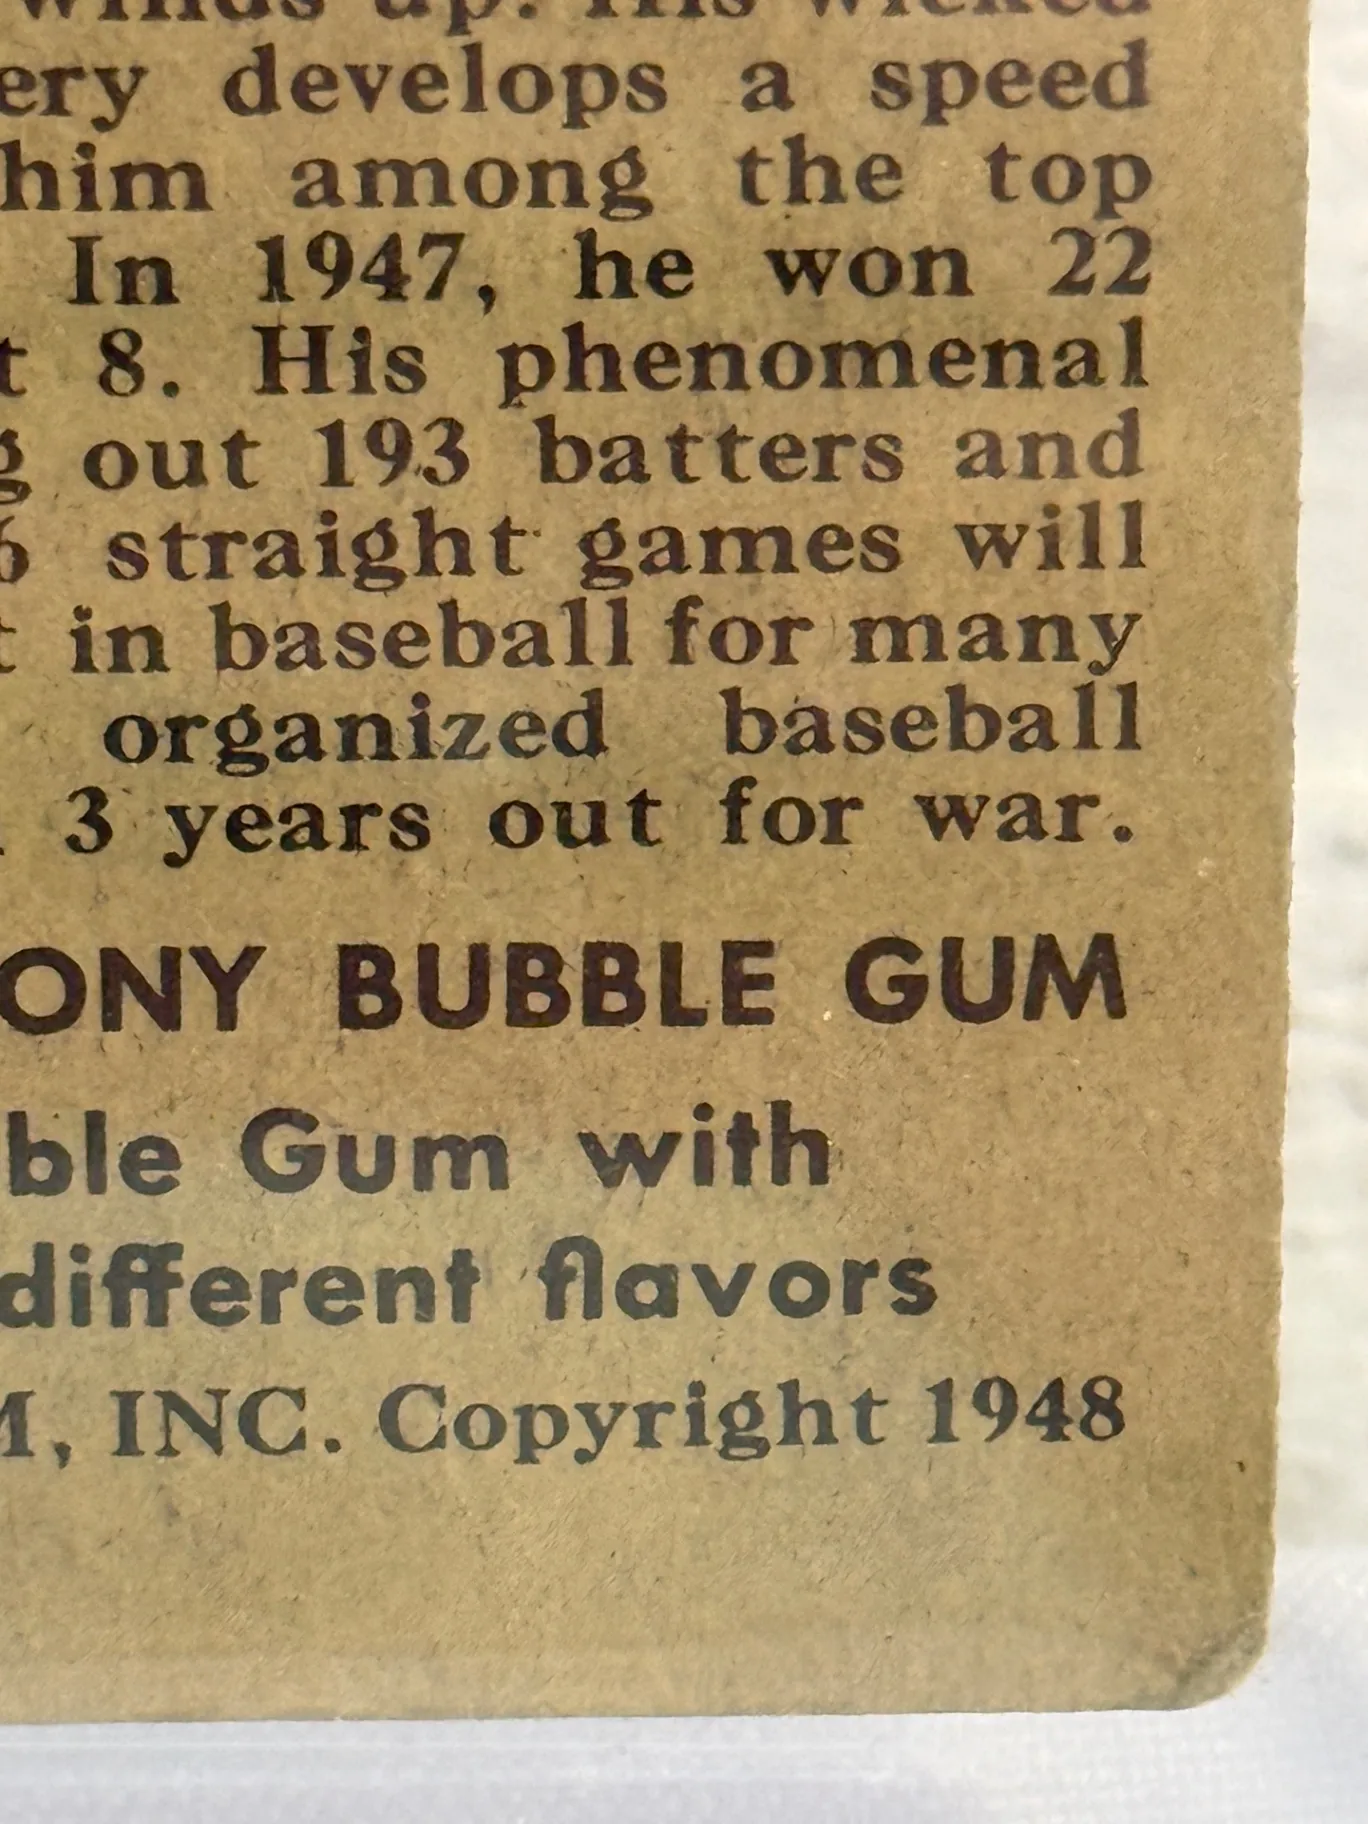 winds up. His wicked
ery develops a speed
him among the top
In 1947, he won 22
t 8. His phenomenal
g out 193 batters and
6 straight games will
t in baseball for many
organized baseball
3 years out for war.
ONY BUBBLE GUM
ble Gum with
different flavors
M, INC. Copyright 1948